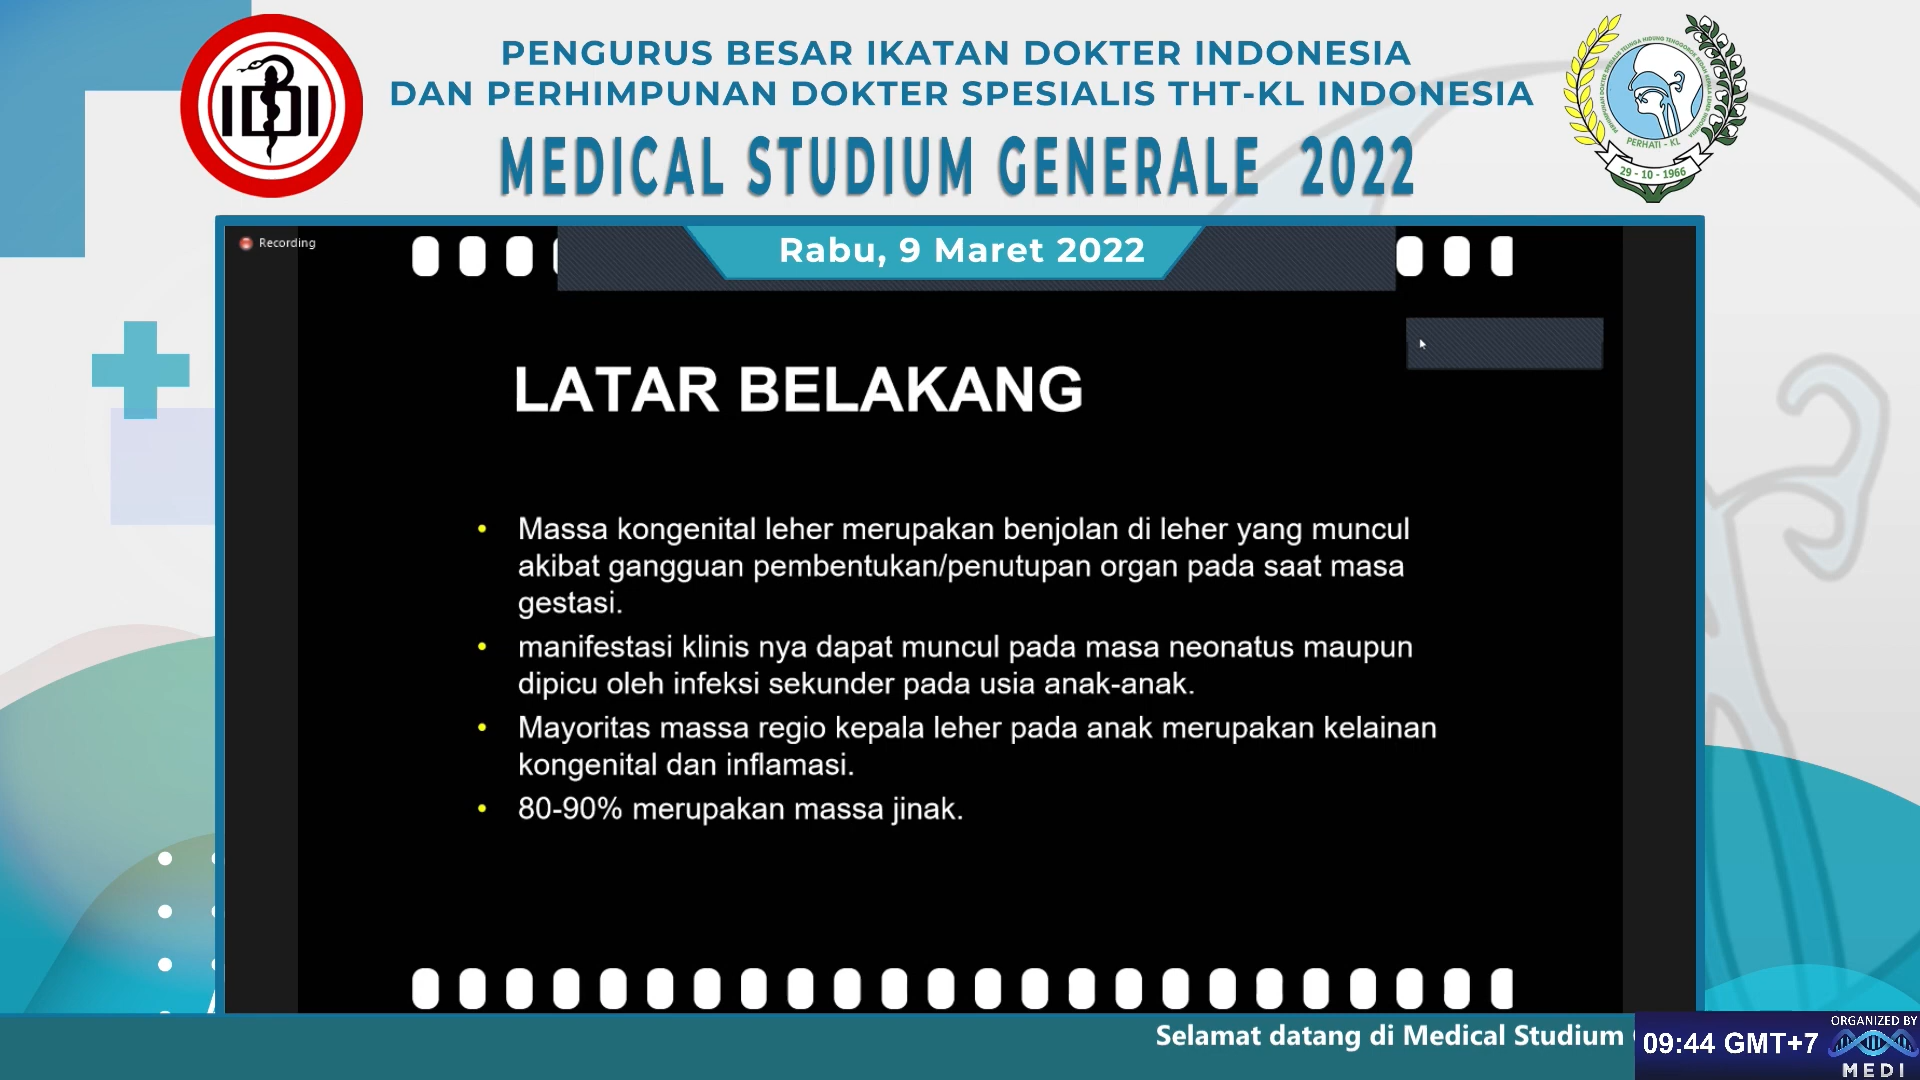 PENGURUS BESAR IKATAN DOKTER INDONESIA
DAN PERHIMPUNAN DOKTER SPESIALIS THT-KL INDONESIA
MEDICAL STUDIUM GENERALE 2022
IDI
PERHATI - KL
29 - 10 - 1966
Recording
Rabu, 9 Maret 2022
LATAR BELAKANG
• Massa kongenital leher merupakan benjolan di leher yang muncul
akibat gangguan pembentukan/penutupan organ pada saat masa
gestasi.
• manifestasi klinis nya dapat muncul pada masa neonatus maupun
dipicu oleh infeksi sekunder pada usia anak-anak.
• Mayoritas massa regio kepala leher pada anak merupakan kelainan
kongenital dan inflamasi.
• 80-90% merupakan massa jinak.
Selamat datang di Medical Studium
09:44 GMT+7
ORGANIZED BY
MEDI